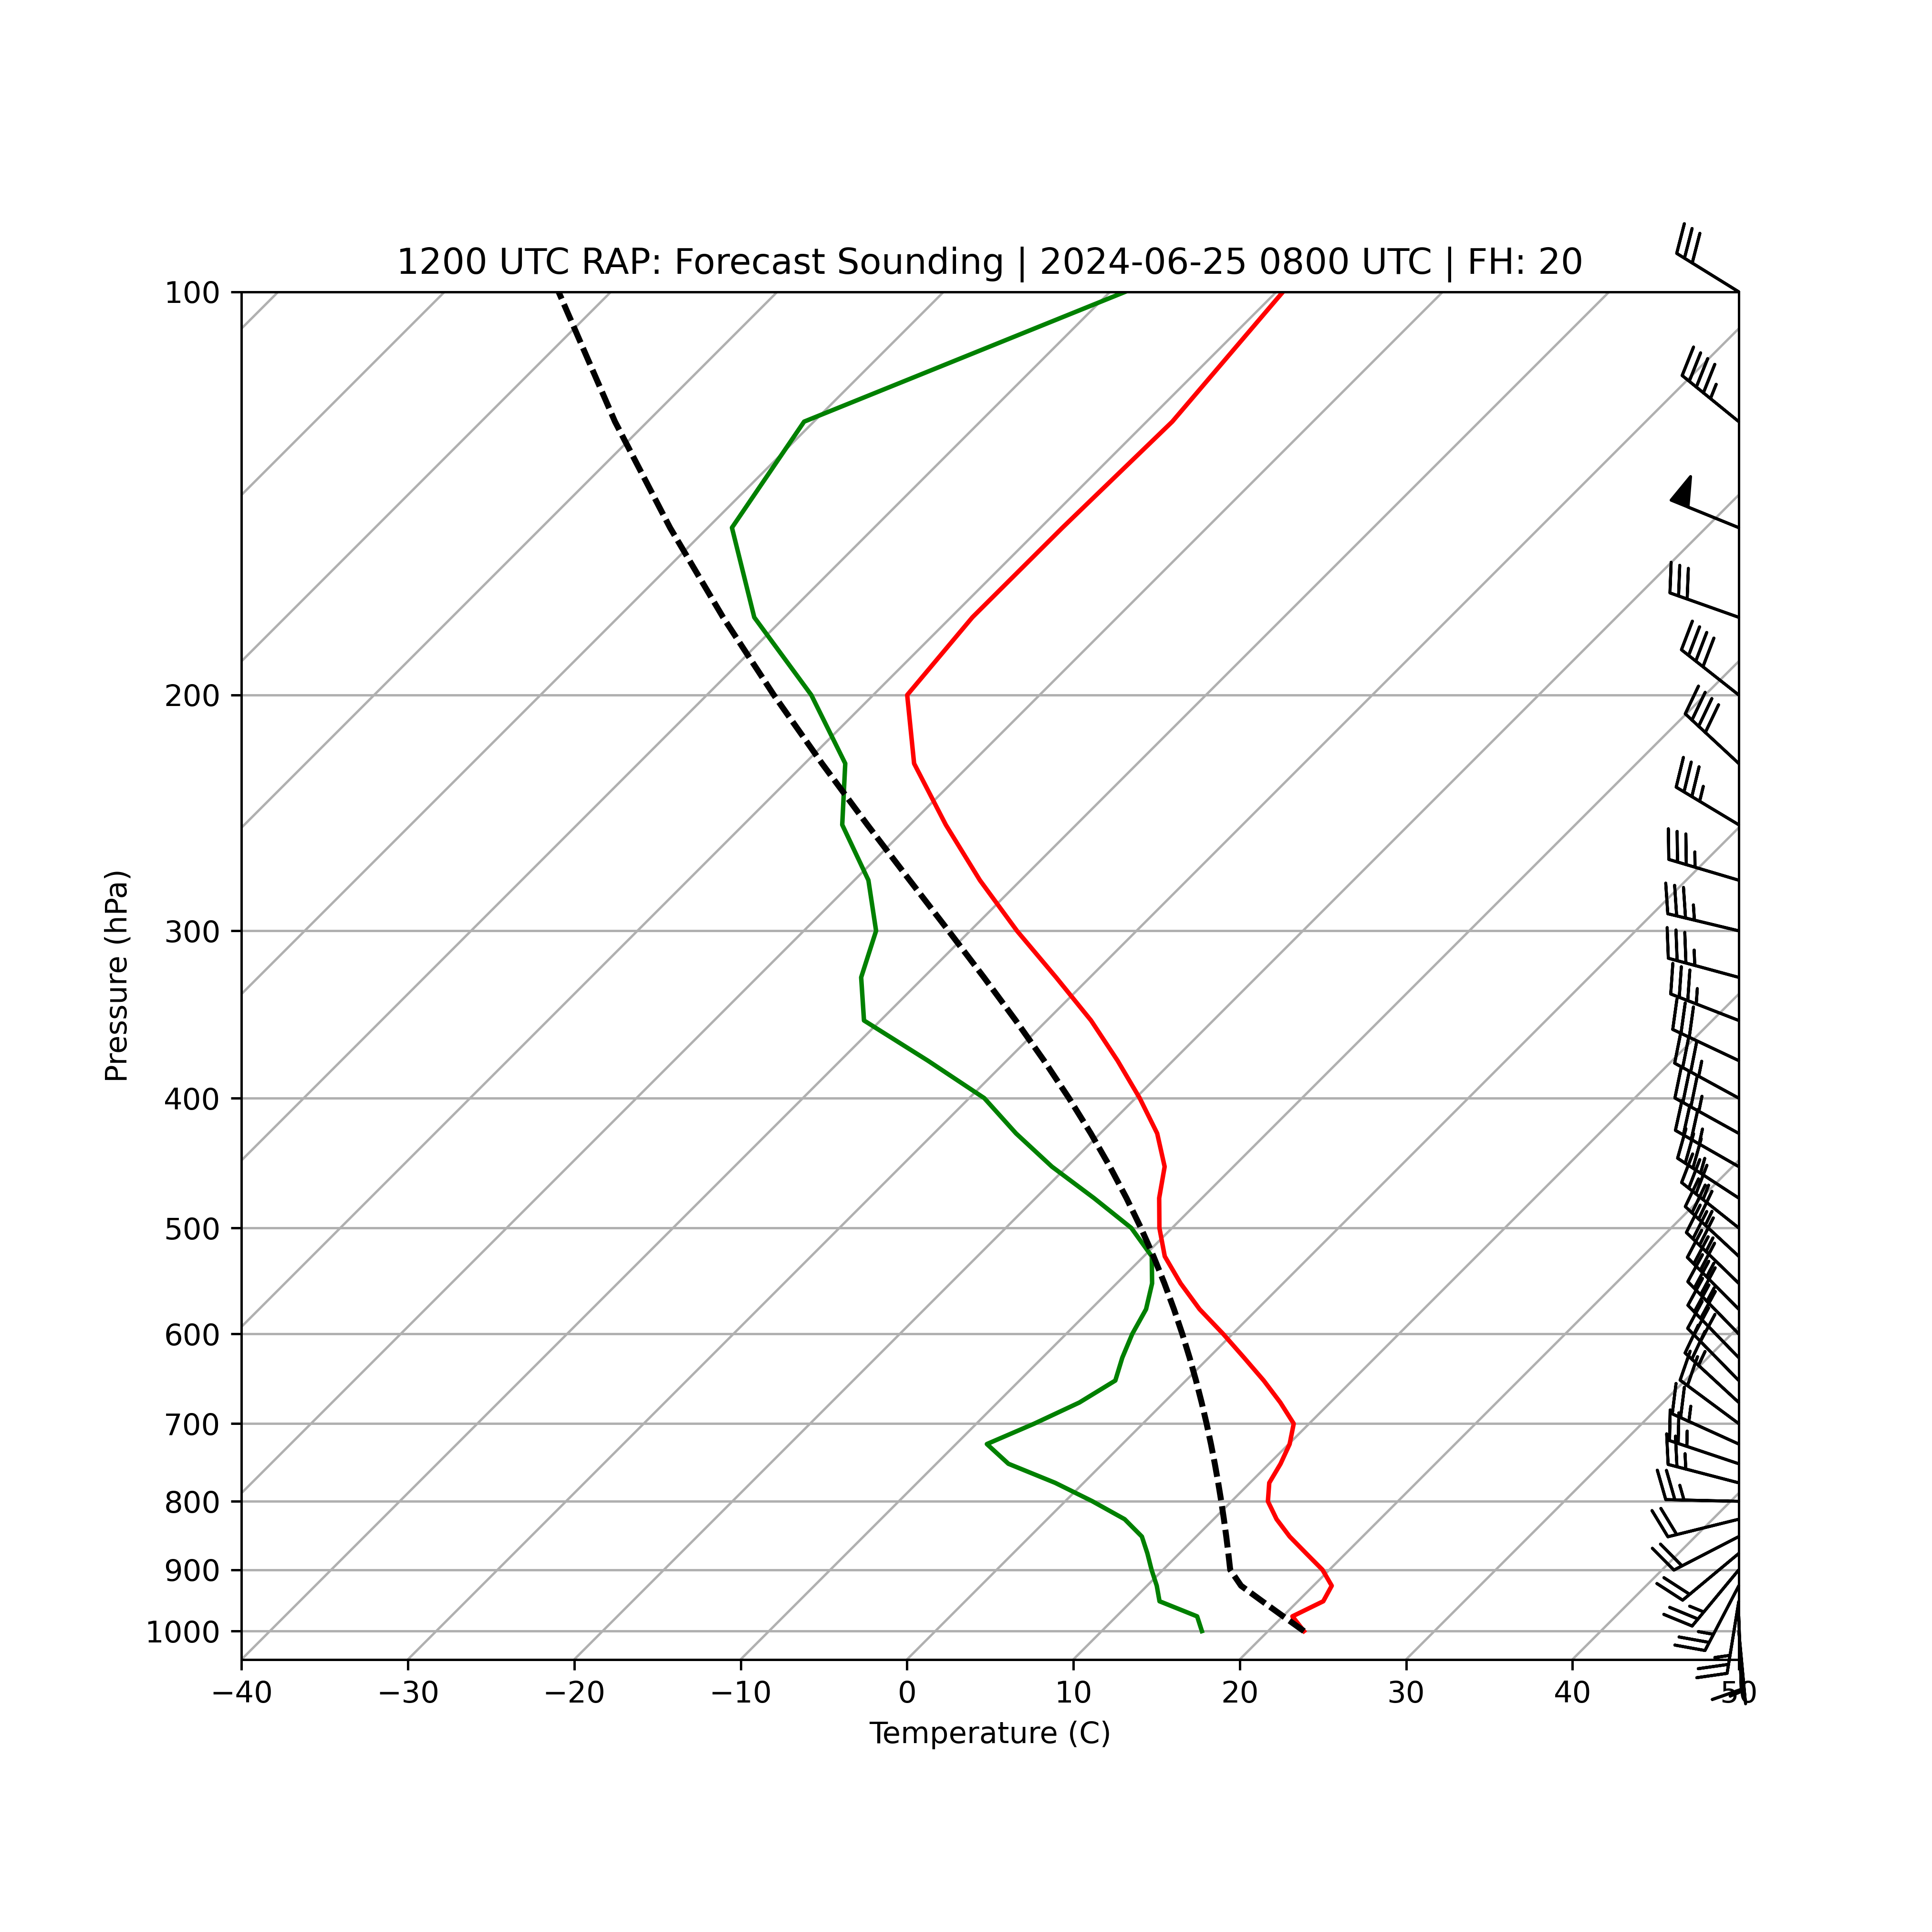 1200 UTC RAP: Forecast Sounding | 2024-06-25 0800 UTC | FH: 20
100
200
300
400
500
600
700
800
900
1000
Pressure (hPa)
−40 −30 −20 −10 0 10 20 30 40 50
Temperature (C)